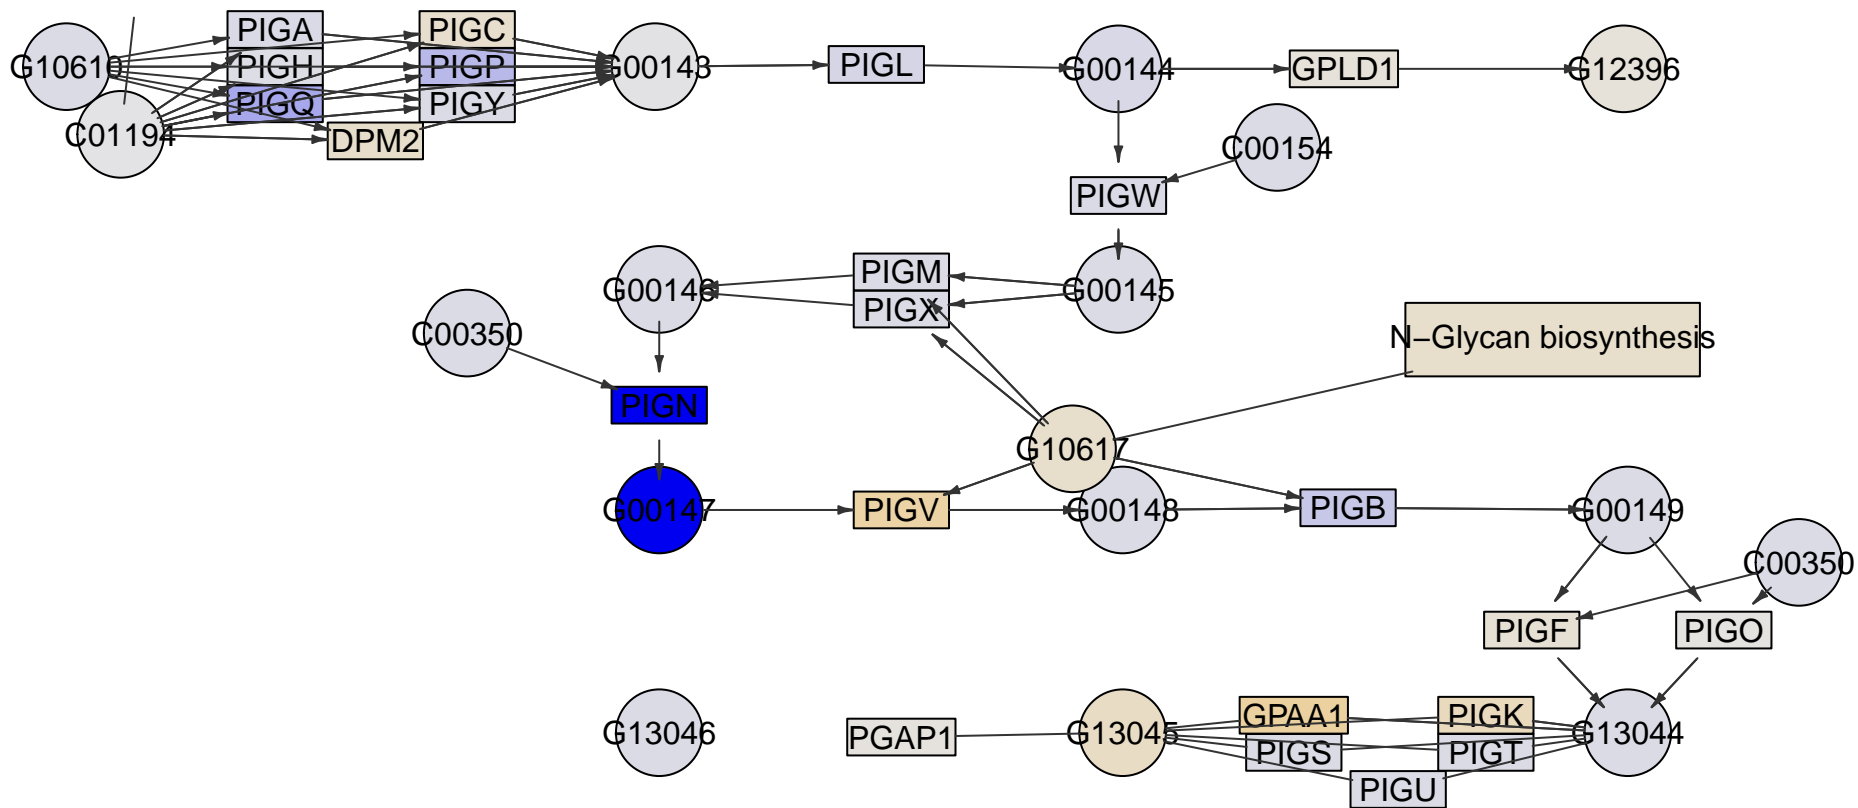 PIGA
PIGC
G10610
PIGH
PIGP
G00143
PIGL
G00144
GPLD1
G12396
PIGQ
PIGY
C01194
DPM2
C00154
PIGW
PIGM
G00146
G00145
PIGX
C00350
N−Glycan biosynthesis
PIGN
G10617
G00147
PIGV
G00148
PIGB
G00149
C00350
PIGF
PIGO
GPAA1
PIGK
G13046
PGAP1
G13045
G13044
PIGS
PIGT
PIGU